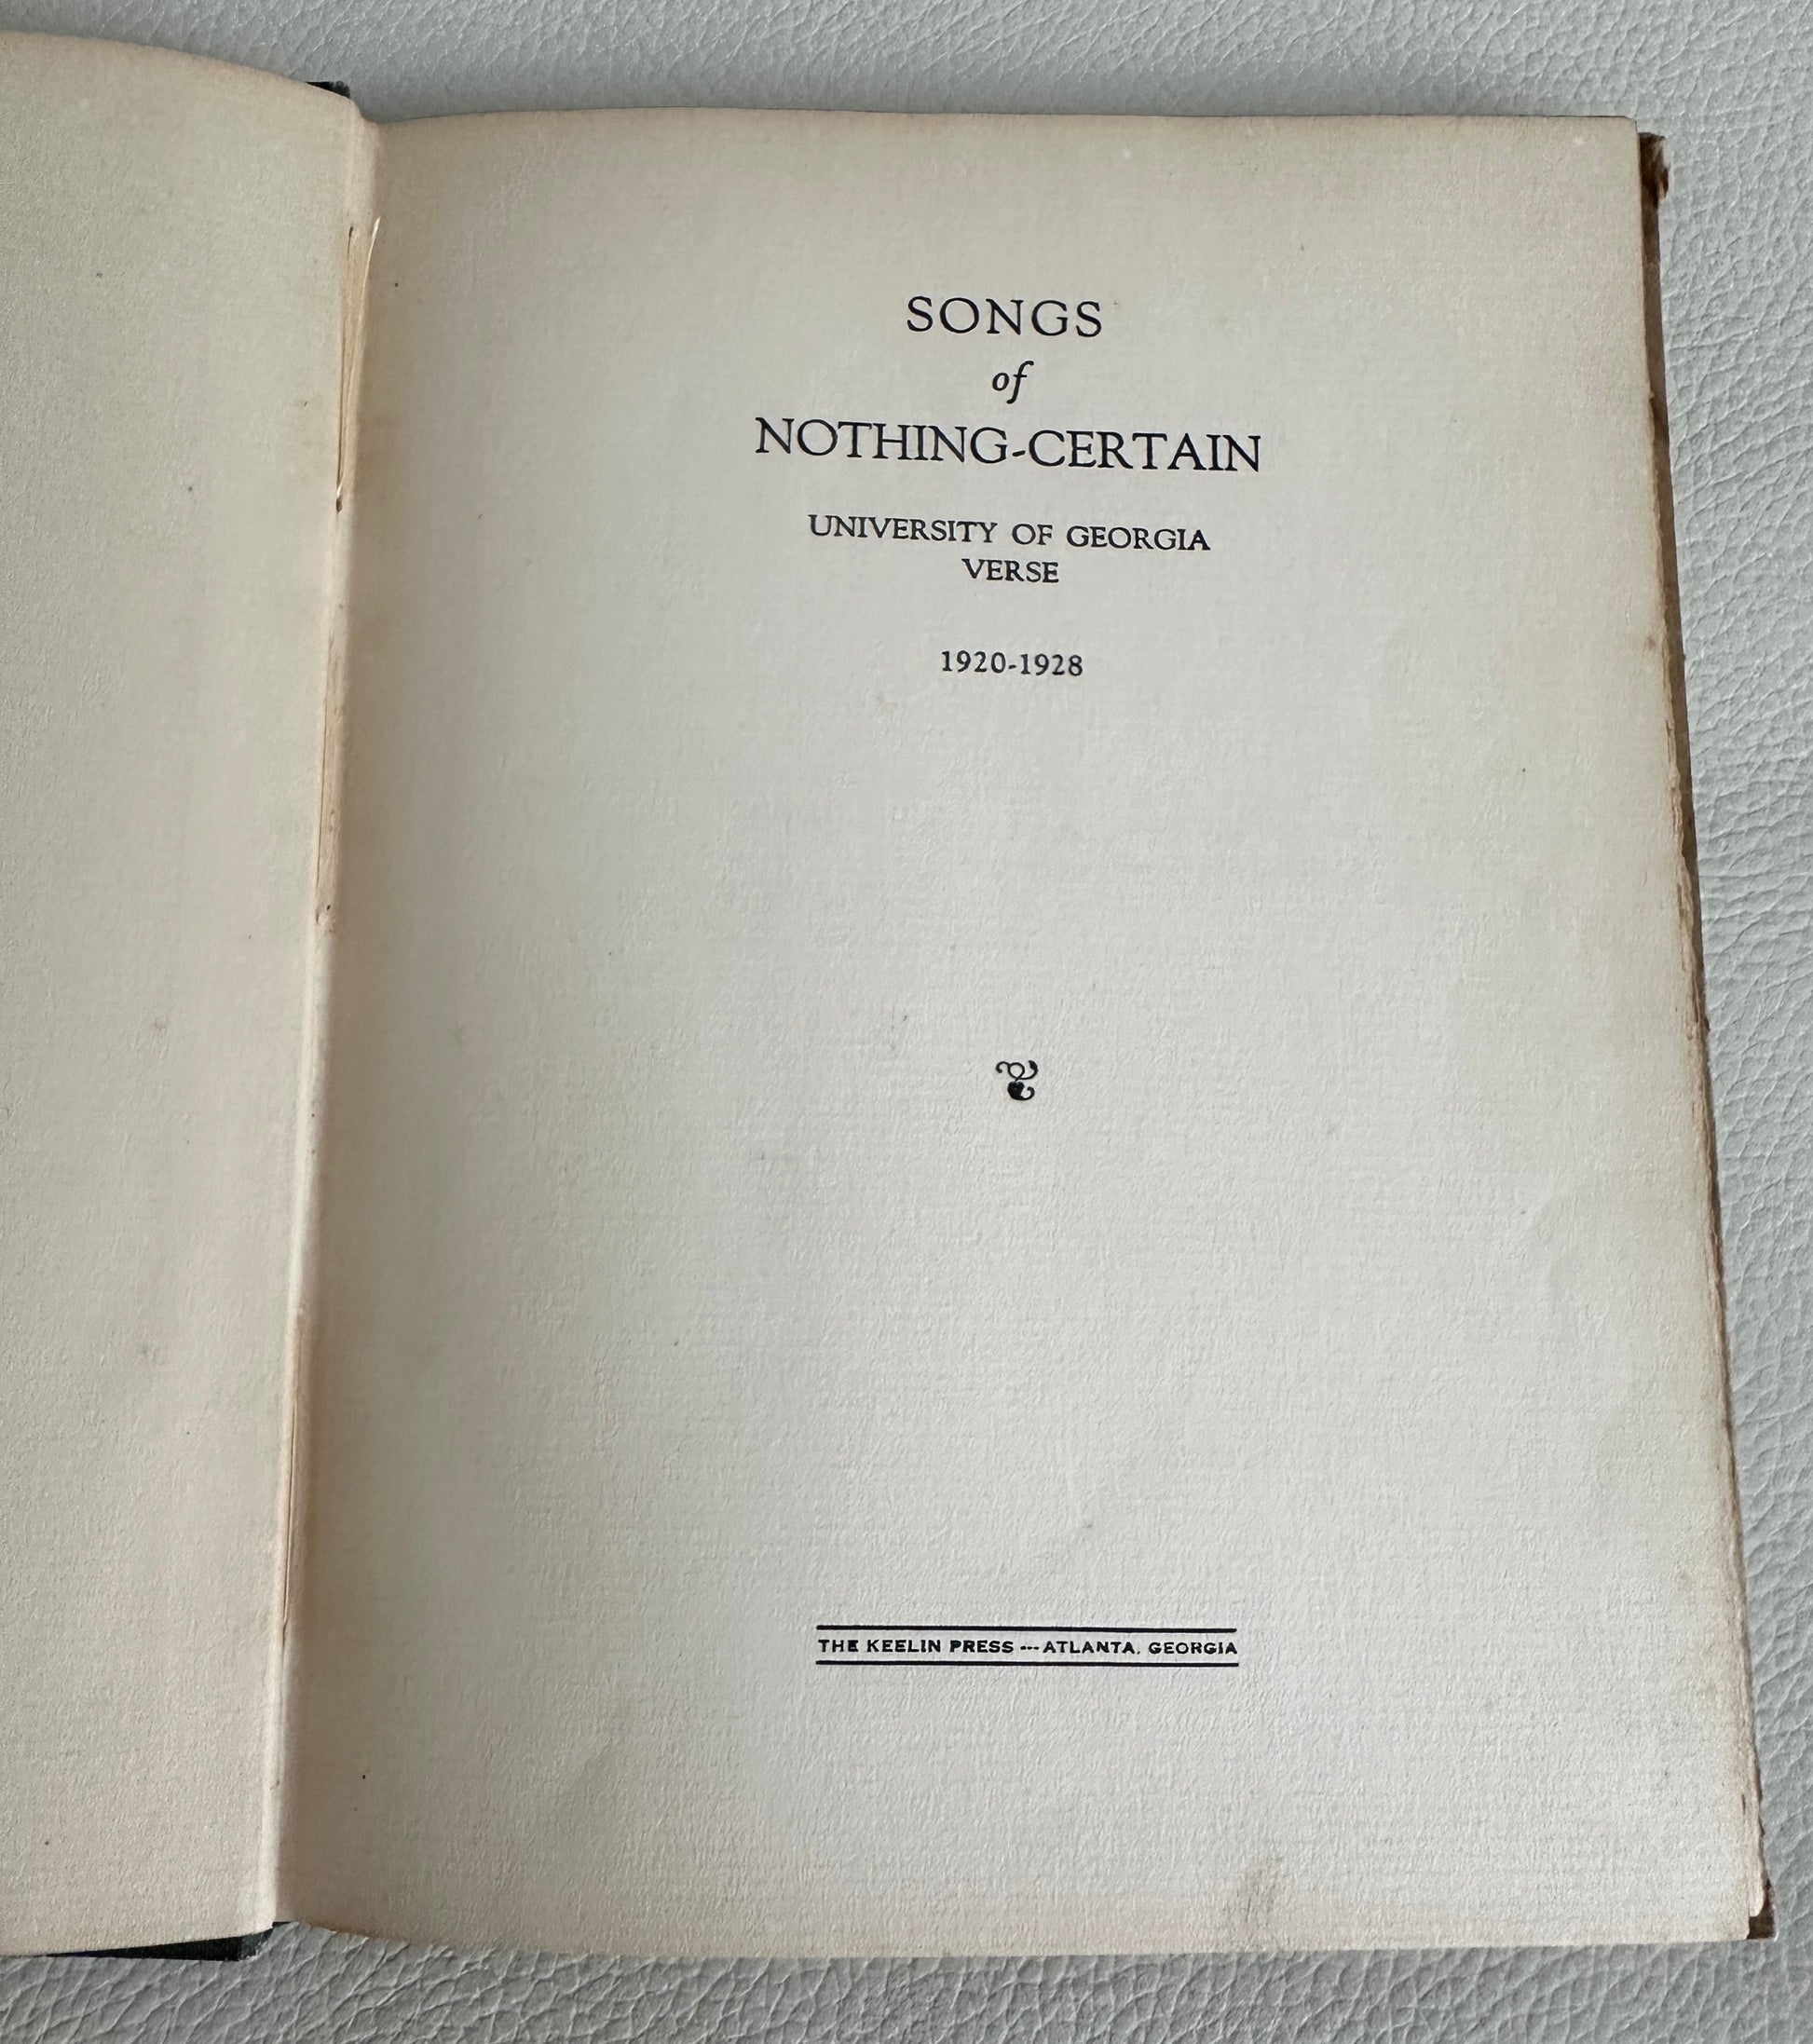 SONGS
of
NOTHING-CERTAIN
UNIVERSITY OF GEORGIA
VERSE
1920-1928
THE KEELIN PRESS --- ATLANTA, GEORGIA